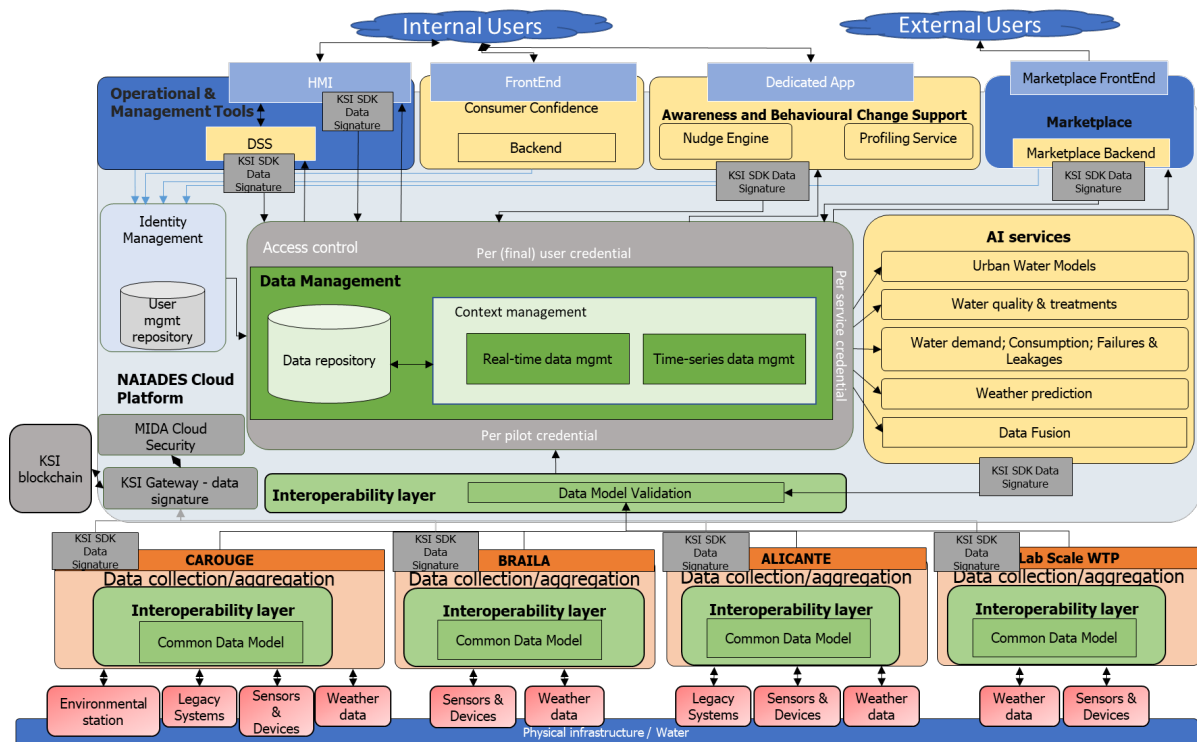 Internal Users
External Users
HMI
FrontEnd
Dedicated App
Marketplace FrontEnd
Operational &
Management Tools
KSI SDK
Data
Signature
Consumer Confidence
Awareness and Behavioural Change Support
Marketplace
DSS
Backend
Nudge Engine
Profiling Service
Marketplace Backend
KSI SDK
Data
Signature
KSI SDK Data
Signature
KSI SDK Data
Signature
Identity
Management
User
mgmt
repository
Access control
Per (final) user credential
Per service credential
Per pilot credential
Data Management
Data repository
Context management
Real-time data mgmt
Time-series data mgmt
AI services
Urban Water Models
Water quality & treatments
Water demand; Consumption; Failures &
Leakages
Weather prediction
Data Fusion
NAIADES Cloud
Platform
MIDA Cloud
Security
KSI
blockchain
KSI Gateway - data
signature
Interoperability layer
Data Model Validation
KSI SDK Data
Signature
KSI SDK
Data
Signature
CAROUGE
Data collection/aggregation
Interoperability layer
Common Data Model
KSI SDK
Data
Signature
BRAILA
Data collection/aggregation
Interoperability layer
Common Data Model
KSI SDK
Data
Signature
ALICANTE
Data collection/aggregation
Interoperability layer
Common Data Model
KSI SDK
Data
Signature
Lab Scale WTP
Data collection/aggregation
Interoperability layer
Common Data Model
Environmental
station
Legacy
Systems
Sensors
& Devices
Weather
data
Sensors &
Devices
Weather
data
Legacy
Systems
Sensors &
Devices
Weather
data
Weather
data
Sensors &
Devices
Physical infrastructure / Water